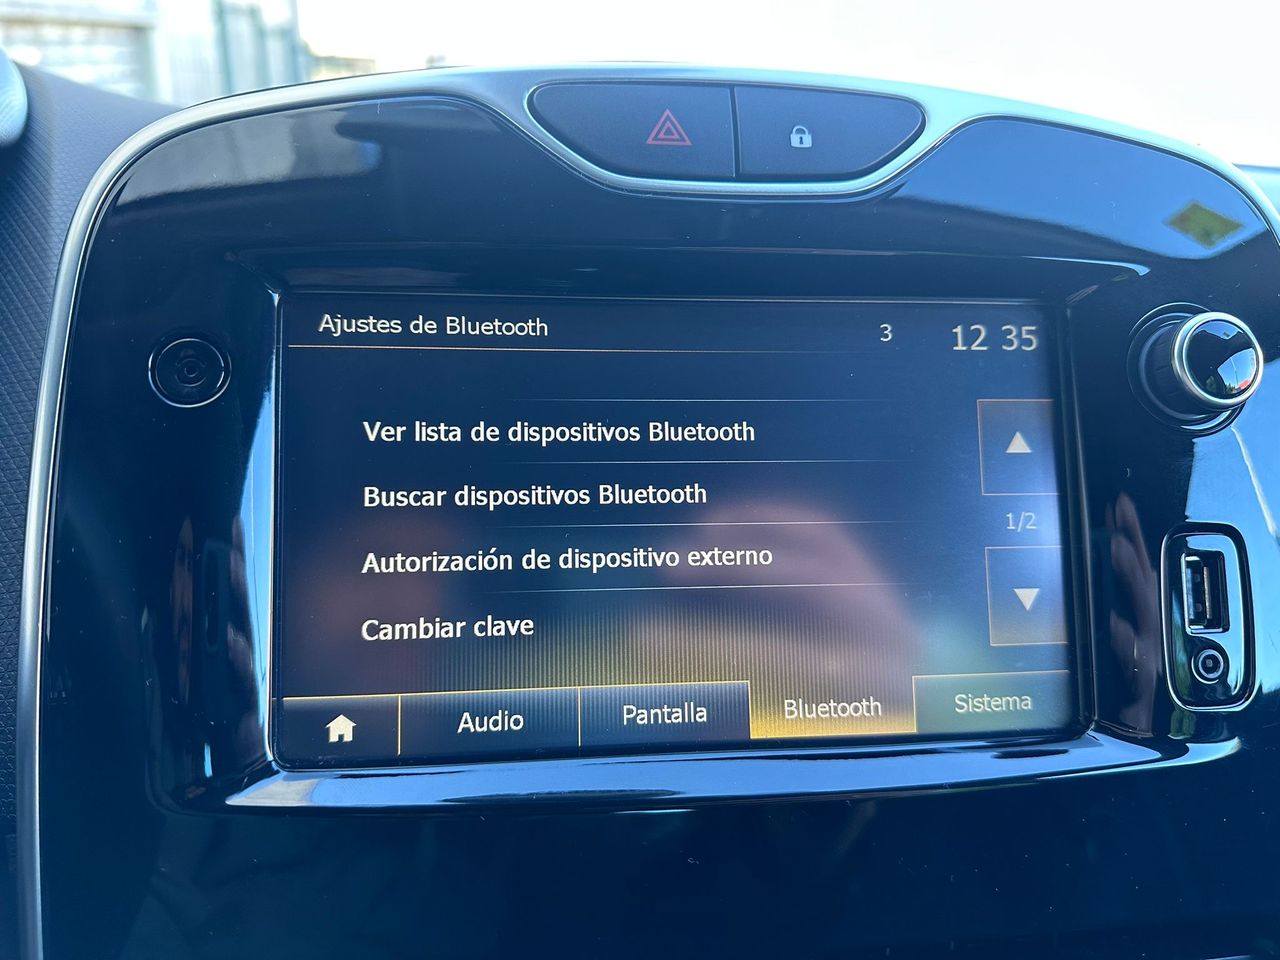 Ajustes de Bluetooth
3
12 35
Ver lista de dispositivos Bluetooth
Buscar dispositivos Bluetooth
1/2
Autorización de dispositivo externo
Cambiar clave
Audio
Pantalla
Bluetooth
Sistema